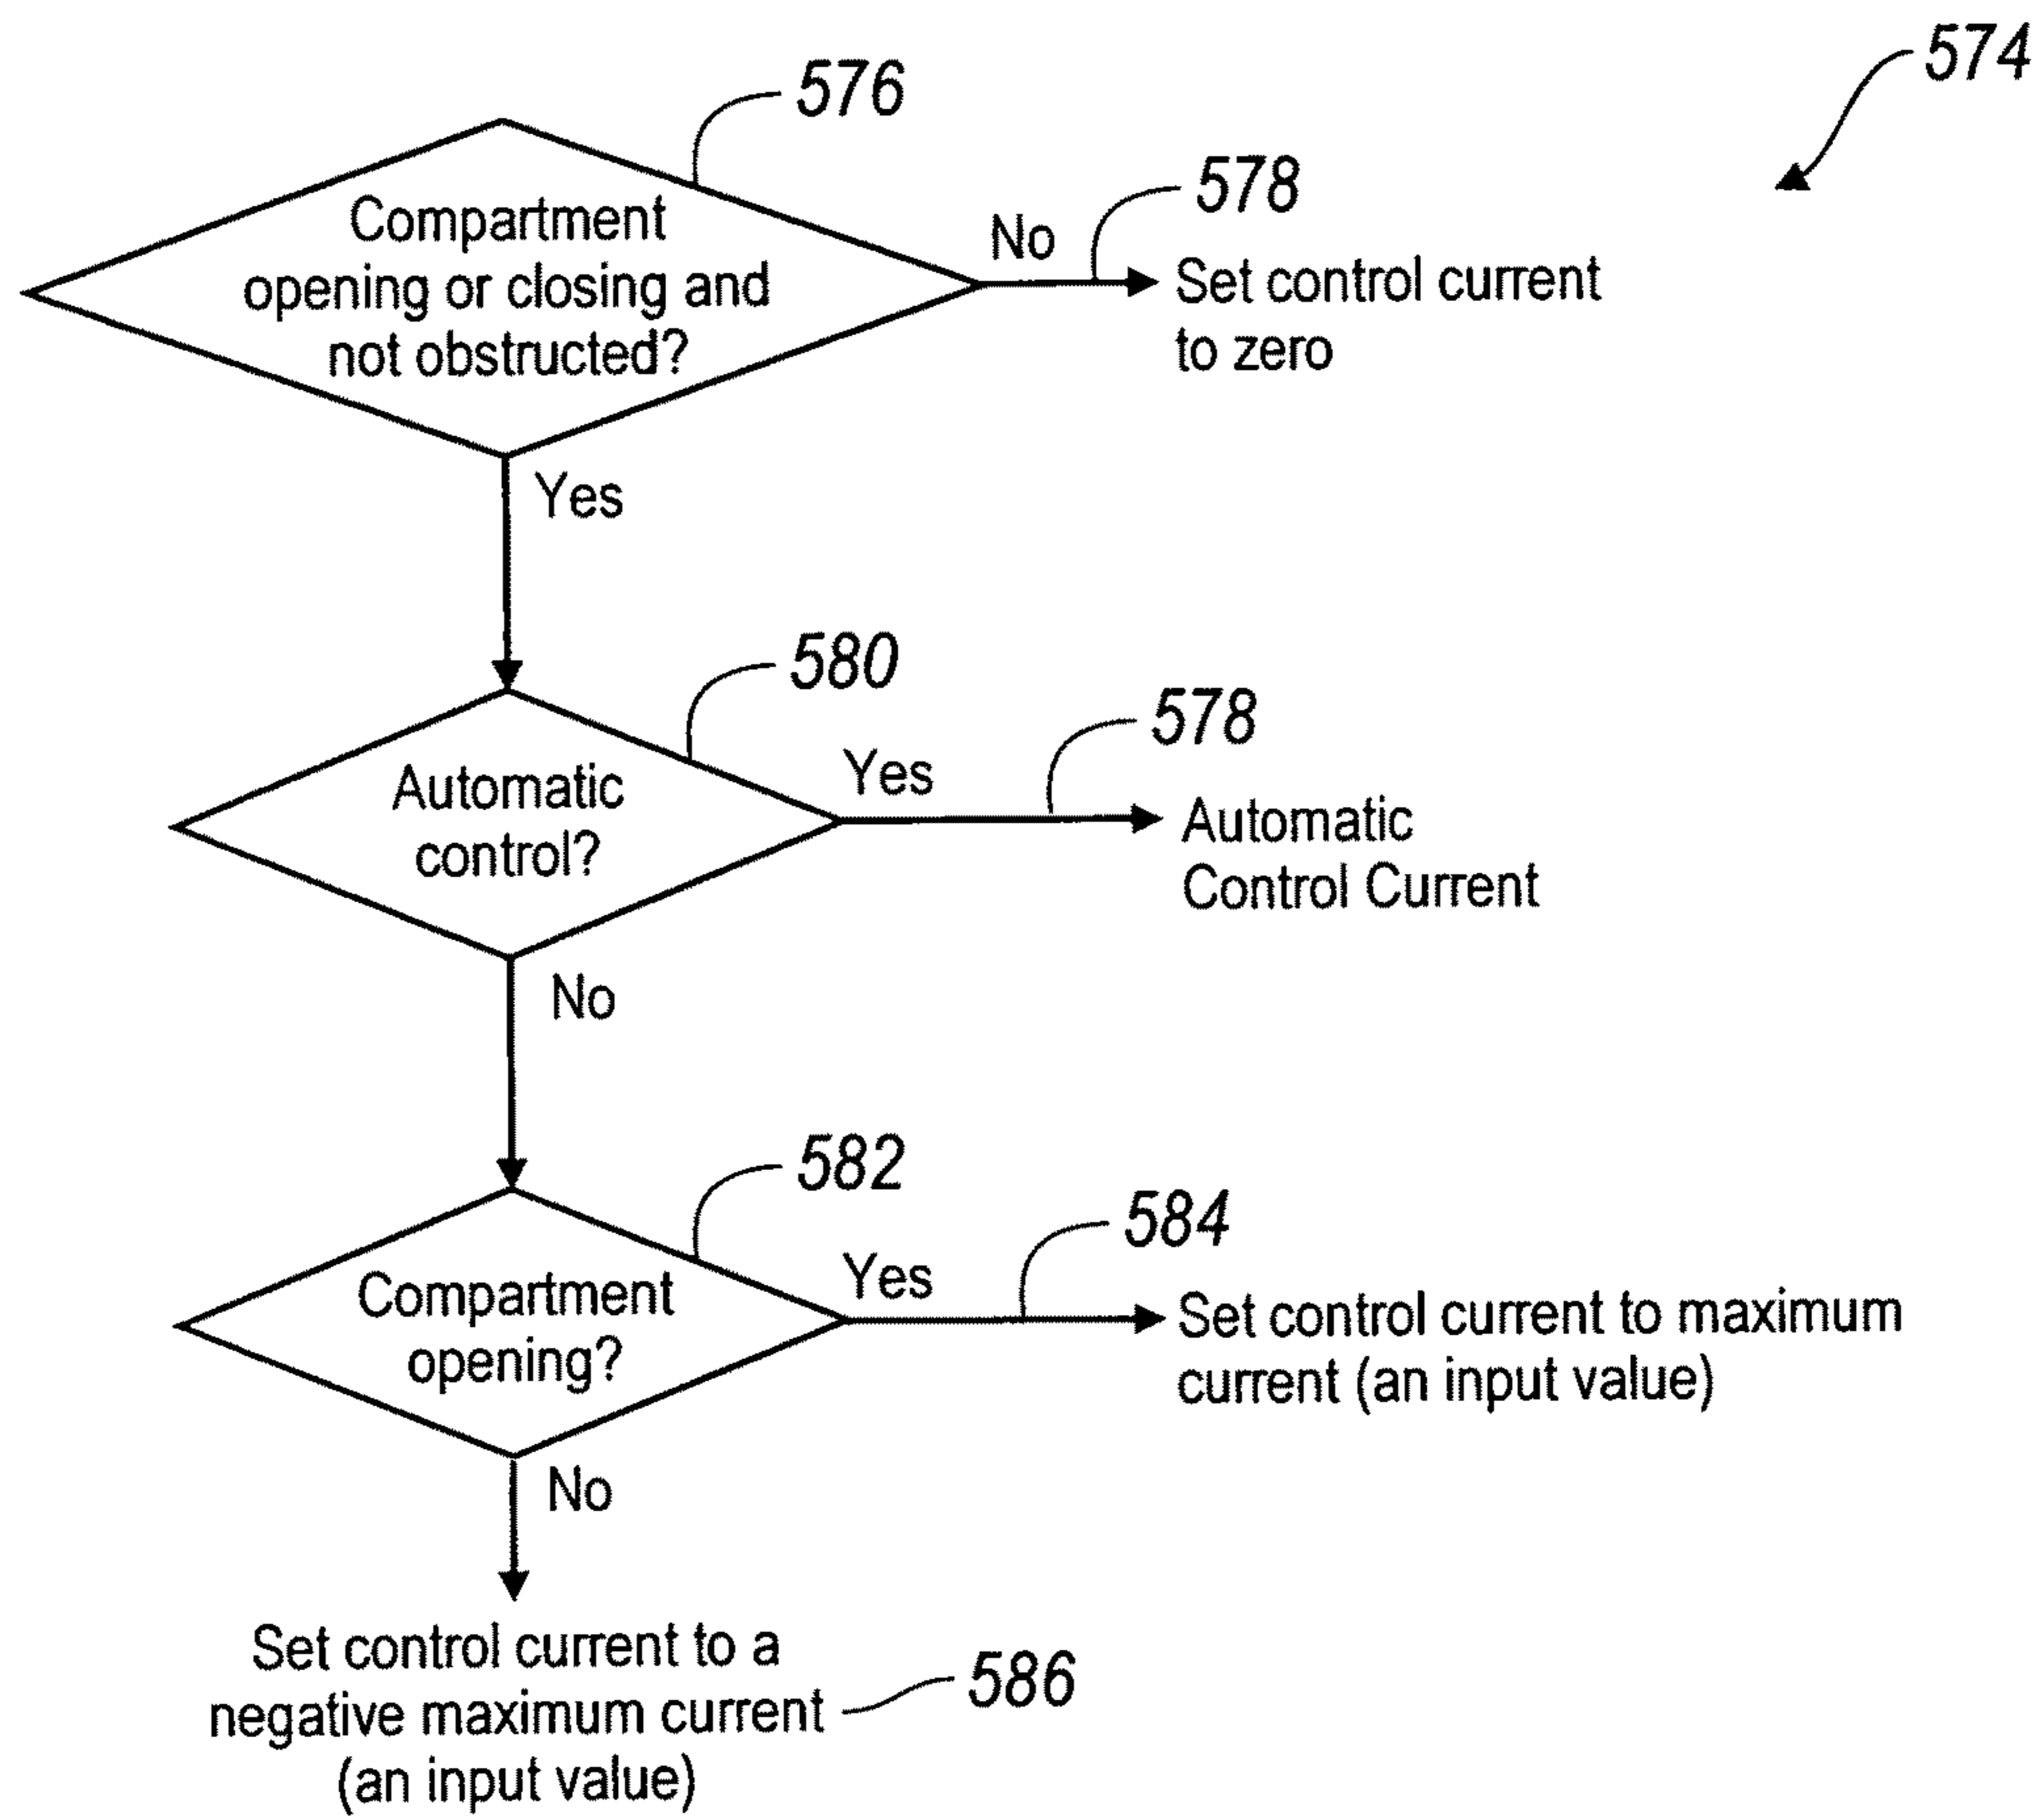 574
576
Compartment
opening or closing and
not obstructed?
No
578
Set control current
to zero
Yes
580
Automatic
control?
Yes
578
Automatic
Control Current
No
582
Compartment
opening?
Yes
584
Set control current to maximum
current (an input value)
No
Set control current to a
negative maximum current
(an input value)
586